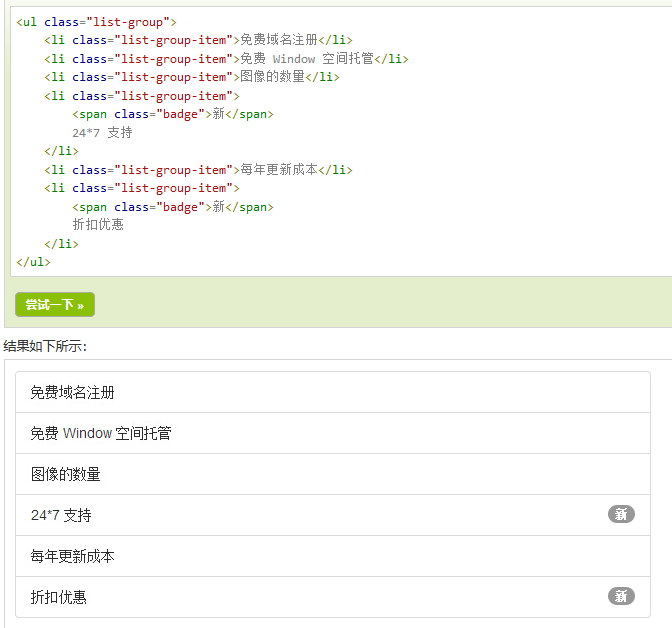 <ul class="list-group">
    <li class="list-group-item">免费域名注册</li>
    <li class="list-group-item">免费 Window 空间托管</li>
    <li class="list-group-item">图像的数量</li>
    <li class="list-group-item">
        <span class="badge">新</span>
        24*7 支持
    </li>
    <li class="list-group-item">每年更新成本</li>
    <li class="list-group-item">
        <span class="badge">新</span>
        折扣优惠
    </li>
</ul>
尝试一下 »
结果如下所示:
免费域名注册
免费 Window 空间托管
图像的数量
24*7 支持 新
每年更新成本
折扣优惠 新